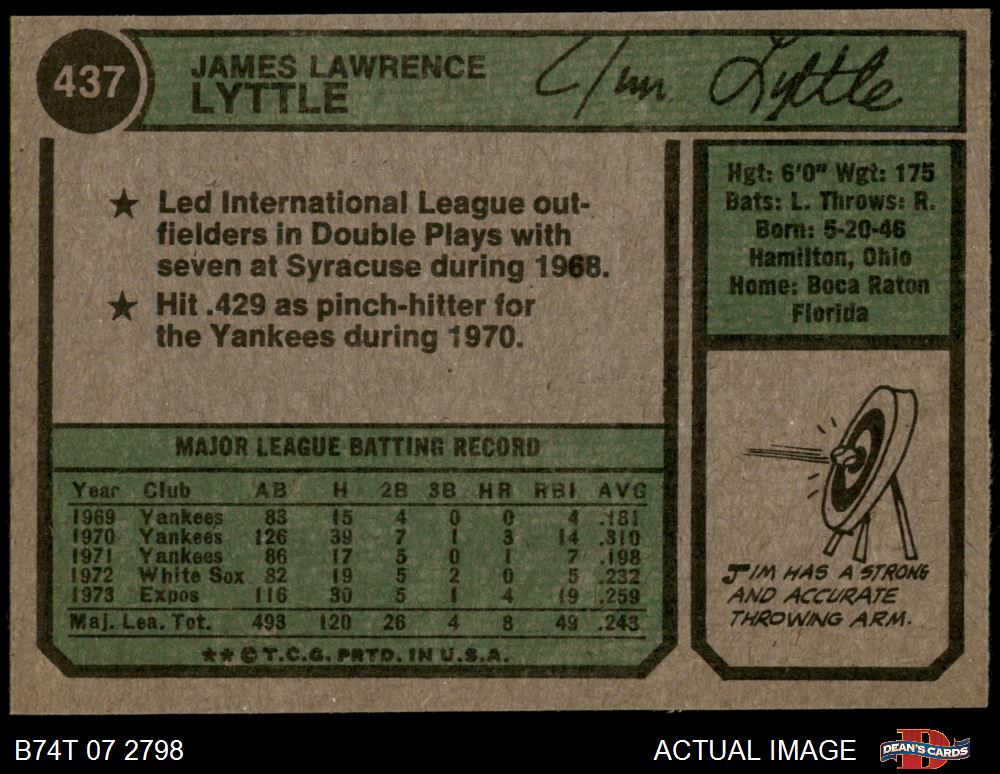 437
JAMES LAWRENCE
LYTTLE
Jim Lyttle
★ Led International League out-
fielders in Double Plays with
seven at Syracuse during 1968.
★ Hit .429 as pinch-hitter for
the Yankees during 1970.
Hgt: 6'0" Wgt: 175
Bats: L. Throws: R.
Born: 5-20-46
Hamilton, Ohio
Home: Boca Raton
Florida
MAJOR LEAGUE BATTING RECORD
Year Club AB H 2B 3B HR RBI AVG
1969 Yankees 83 15 4 0 0 4 .181
1970 Yankees 126 39 7 1 3 14 .310
1971 Yankees 86 17 5 0 1 7 .198
1972 White Sox 82 19 5 2 0 5 .232
1973 Expos 116 30 5 1 4 19 .259
Maj. Lea. Tot. 493 120 26 4 8 49 .243
★★ © T.C.G. PRTD. IN U.S.A.
JIM HAS A STRONG
AND ACCURATE
THROWING ARM.
B74T 07 2798
ACTUAL IMAGE
DEAN'S CARDS